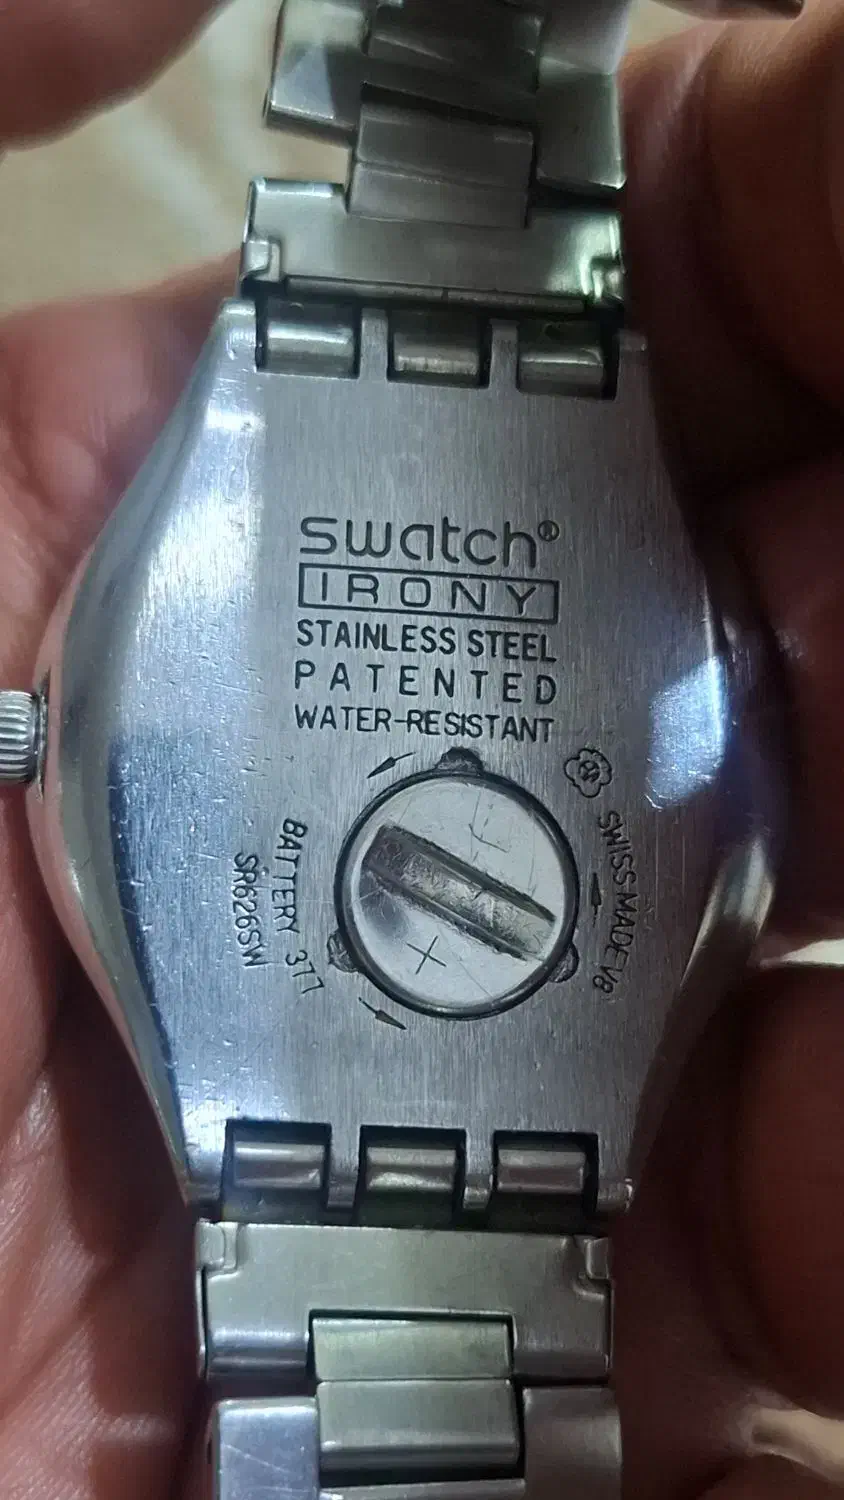 swatch®
IRONY
STAINLESS STEEL
PATENTED
WATER-RESISTANT
BATTERY 377
SR626SW
SWISS MADE V8
+